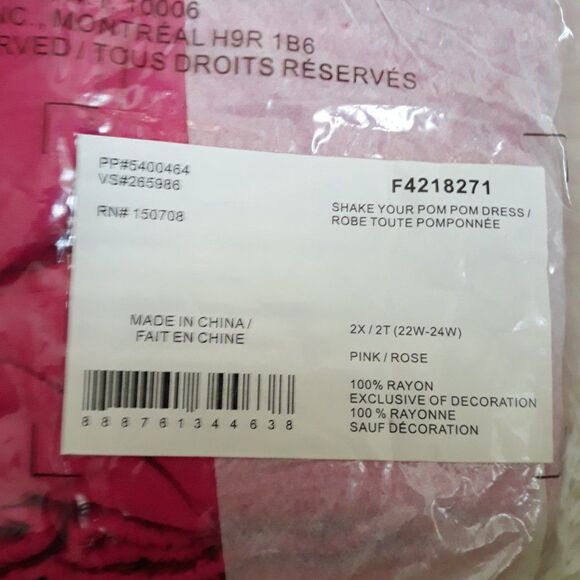 10006
NC., MONTRÉAL H9R 1B6
RVED / TOUS DROITS RÉSERVÉS
PP#5400464
VS#265986
RN# 150708
F4218271
SHAKE YOUR POM POM DRESS /
ROBE TOUTE POMPONNÉE
MADE IN CHINA /
FAIT EN CHINE
2X / 2T (22W-24W)
PINK / ROSE
100% RAYON
EXCLUSIVE OF DECORATION
100 % RAYONNE
SAUF DÉCORATION
8 8 8 7 6 1 3 4 4 6 3 8